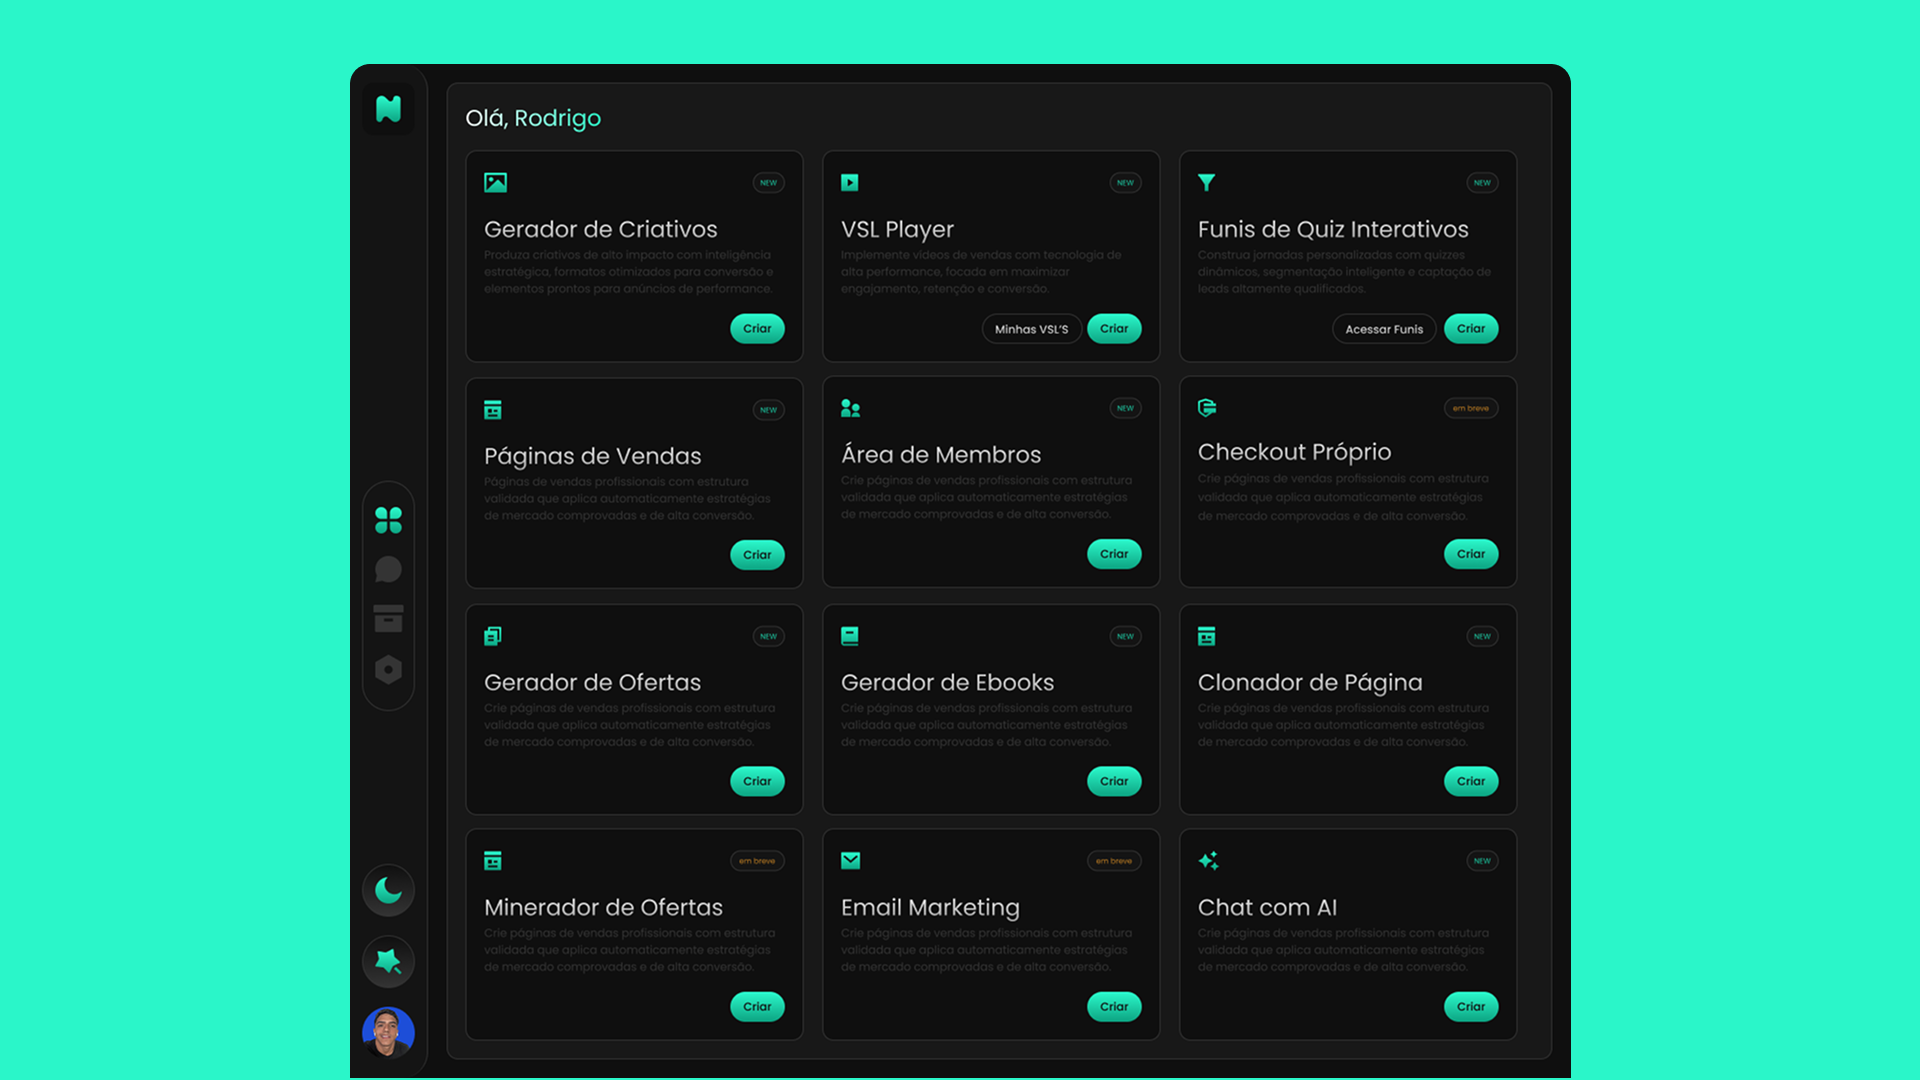 Olá, Rodrigo
NEW
Gerador de Criativos
Produza criativos de alto impacto com inteligência
estratégica, formatos otimizados para conversão e
elementos prontos para anúncios de performance.
Criar
NEW
VSL Player
Implemente vídeos de vendas com tecnologia de
alta performance, focada em maximizar
engajamento, retenção e conversão.
Minhas VSL'S
Criar
NEW
Funis de Quiz Interativos
Construa jornadas personalizadas com quizzes
dinâmicos, segmentação inteligente e captação de
leads altamente qualificados.
Acessar Funis
Criar
NEW
Páginas de Vendas
Páginas de vendas profissionais com estrutura
validada que aplica automaticamente estratégias
de mercado comprovadas e de alta conversão.
Criar
NEW
Área de Membros
Crie páginas de vendas profissionais com estrutura
validada que aplica automaticamente estratégias
de mercado comprovadas e de alta conversão.
Criar
em breve
Checkout Próprio
Crie páginas de vendas profissionais com estrutura
validada que aplica automaticamente estratégias
de mercado comprovadas e de alta conversão.
Criar
NEW
Gerador de Ofertas
Crie páginas de vendas profissionais com estrutura
validada que aplica automaticamente estratégias
de mercado comprovadas e de alta conversão.
Criar
NEW
Gerador de Ebooks
Crie páginas de vendas profissionais com estrutura
validada que aplica automaticamente estratégias
de mercado comprovadas e de alta conversão.
Criar
NEW
Clonador de Página
Crie páginas de vendas profissionais com estrutura
validada que aplica automaticamente estratégias
de mercado comprovadas e de alta conversão.
Criar
em breve
Minerador de Ofertas
Crie páginas de vendas profissionais com estrutura
validada que aplica automaticamente estratégias
de mercado comprovadas e de alta conversão.
Criar
em breve
Email Marketing
Crie páginas de vendas profissionais com estrutura
validada que aplica automaticamente estratégias
de mercado comprovadas e de alta conversão.
Criar
NEW
Chat com AI
Crie páginas de vendas profissionais com estrutura
validada que aplica automaticamente estratégias
de mercado comprovadas e de alta conversão.
Criar